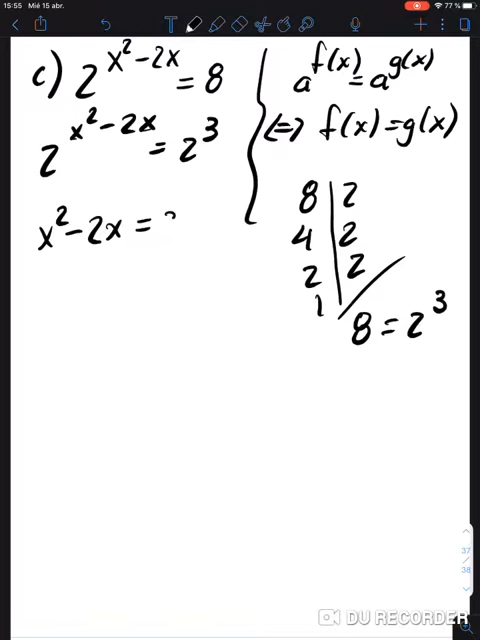 15:55 Mié 15 abr.
77 %
c) 2^(x²-2x) = 8
2^(x²-2x) = 2³
x² - 2x =
a^f(x) = a^g(x)
<=> f(x) = g(x)
8 | 2
4 | 2
2 | 2
1
8 = 2³
37
38
DU RECORDER